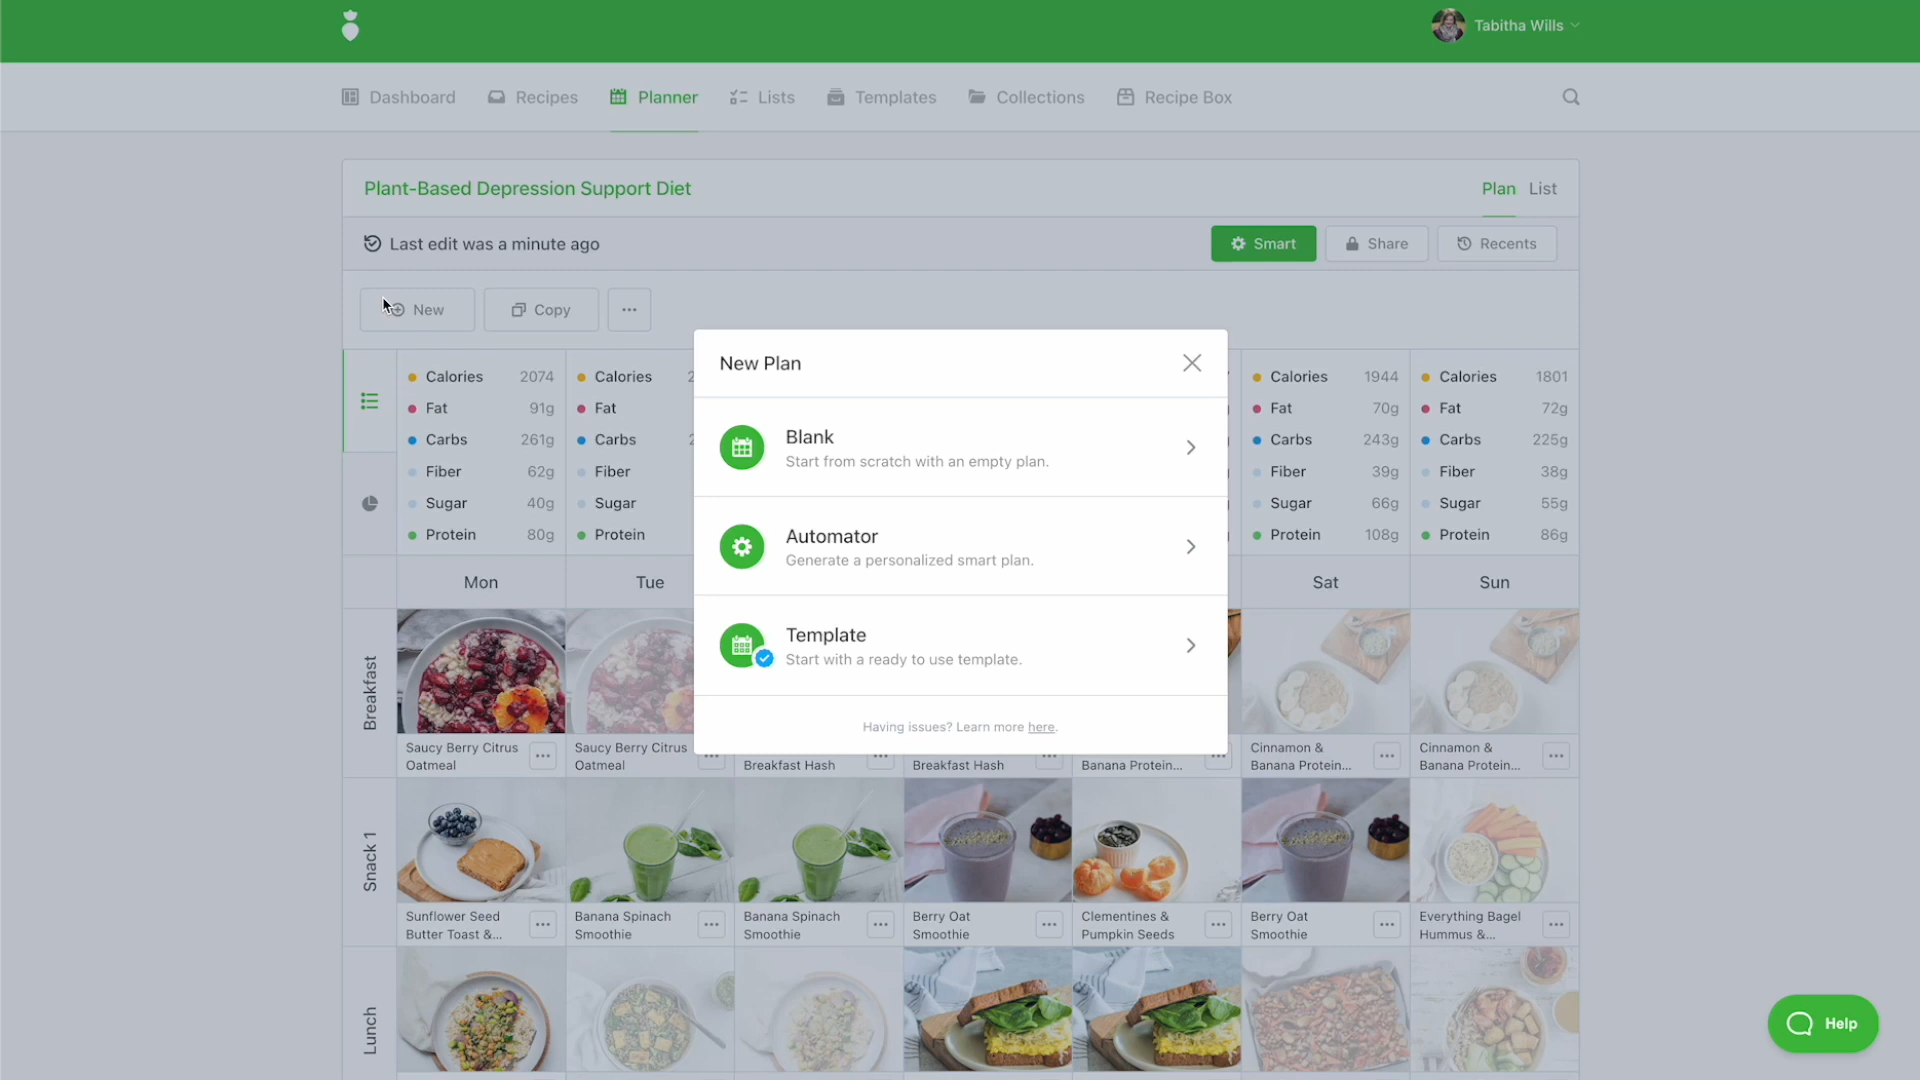 Tabitha Wills
Dashboard Recipes Planner Lists Templates Collections Recipe Box
Plant-Based Depression Support Diet Plan List
Last edit was a minute ago Smart Share Recents
New Copy
New Plan
Blank
Start from scratch with an empty plan.
Automator
Generate a personalized smart plan.
Template
Start with a ready to use template.
Having issues? Learn more here.
Calories 2074 Calories Calories 1944 Calories 1801
Fat 91g Fat Fat 70g Fat 72g
Carbs 261g Carbs Carbs 243g Carbs 225g
Fiber 62g Fiber Fiber 39g Fiber 38g
Sugar 40g Sugar Sugar 66g Sugar 55g
Protein 80g Protein Protein 108g Protein 86g
Mon Tue Sat Sun
Breakfast
Saucy Berry Citrus Saucy Berry Citrus Cinnamon & Cinnamon &
Oatmeal Oatmeal Breakfast Hash Breakfast Hash Banana Protein... Banana Protein... Banana Protein...
Snack 1
Sunflower Seed Banana Spinach Banana Spinach Berry Oat Clementines & Berry Oat Everything Bagel
Butter Toast &... Smoothie Smoothie Smoothie Pumpkin Seeds Smoothie Hummus &...
Lunch
Help